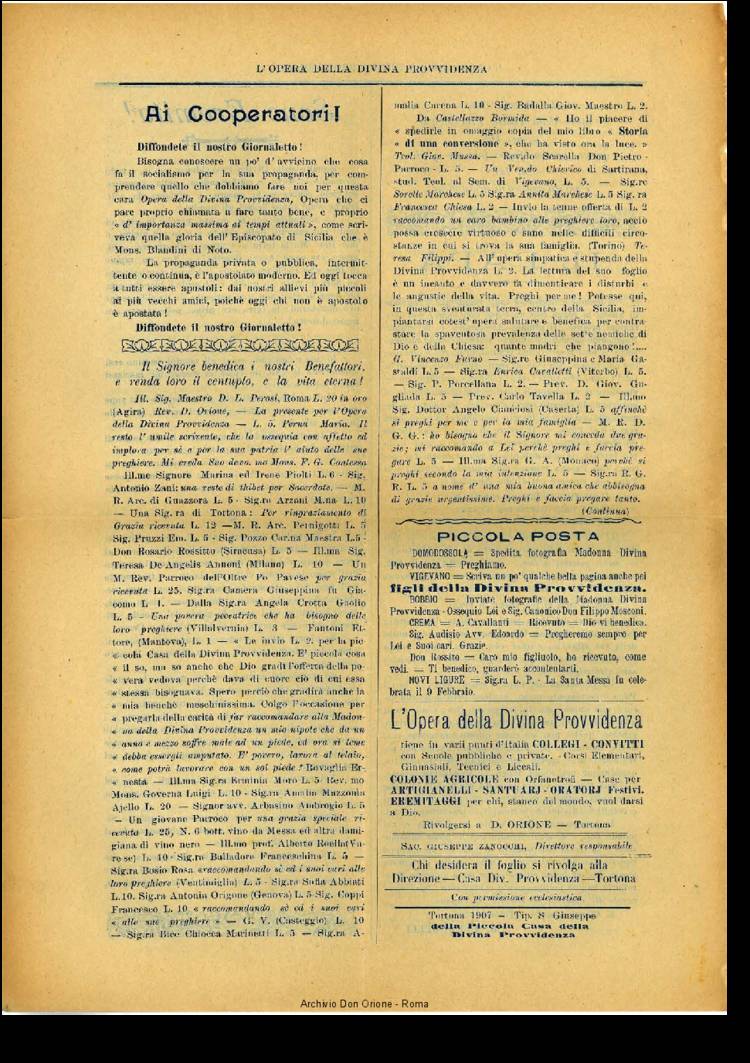 L'OPERA DELLA DIVINA PROVVIDENZA
Ai Cooperatori!
Diffondete il nostro Giornaletto!
Bisogna conoscere un po' d'avvicino che cosa
fa il socialismo per la sua propaganda, per com-
prendere quello che dobbiamo fare noi per questa
cara Opera della Divina Provvidenza, Opera che ci
pare proprio chiamata a fare tanto bene, e proprio
« d' importanza massima ai tempi attuali », come scri-
veva quella gloria dell' Episcopato di Sicilia che è
Mons. Blandini di Noto.
La propaganda privata o pubblica, intermit-
tente o continua, è l'apostolato moderno. Ed oggi tocca
a tutti essere apostoli: dai nostri allievi più piccoli
ai più vecchi amici, poichè oggi chi non è apostolo
è apostata!
Diffondete il nostro Giornaletto!
Il Signore benedica i nostri Benefattori,
e renda loro il centuplo, e la vita eterna!
Ill. Sig. Maestro D. L. Perosi, Roma L. 20 in oro
(Agira) Rev. D. Orione, — La presente per l'Opera
della Divina Provvidenza — L. 5. Perna Maria. Il
resto l' umile scrivente, che lo ossequia con affetto ed
implora per sè e per la sua patria l' aiuto delle sue
preghiere. Mi creda Suo devo. mo Mons. F. G. Contessa
Ill.me Signore Marina ed Irene Piolti L. 6 - Sig.
Antonio Zani: una veste di thibet per Sacerdote. — M.
R. Arc. di Guazzora L. 5 - Sig.ra Arzani M.na L. 10
— Una Sig. ra di Tortona: Per ringraziamento di
Grazia ricevuta L. 12 — M. R. Arc. Pernigotti L. 5
Sig. Pruzzi Em. L. 5 - Sig. Pozzo Carina Maestra L.5 -
Don Rosario Rossitto (Siracusa) L. 5 — Ill.ma Sig.
Teresa De Angelis Annoni (Milano) L. 10 — Un
M. Rev. Parroco dell'Oltre Po Pavese per grazia
ricevuta L. 25, Sig.ra Camera Giuseppina fu Gia-
como L. 1. — Dalla Sig.ra Angela Crotta Gaolio
L. 5 — Una povera peccatrice che ha bisogno delle
loro preghiere (Villalvernia) L. 3 — Fantoni Et-
tore, (Mantova), L. 1 — « Le invio L. 2. per la pic-
« cola Casa della Divina Provvidenza. E' piccola cosa
« il so, ma so anche che Dio gradì l'offerta della po-
« vera vedova perchè dava di cuore ciò di cui essa
« stessa bisognava. Spero perciò che gradirà anche la
« mia benchè meschinissima. Colgo l'occasione per
« pregarla della carità di far raccomandare alla Madon-
« na della Divina Provvidenza un mio nipote che da un
« anno e mezzo soffre male ad un piede, ed ora si teme
« debba essergli amputato. E' povero, lavora al telaio,
« come potrà lavorare con un sol piede? Bovaglia Er-
« nesta — Ill.ma Sig.ra Erminia Moro L. 5 Rev. mo
Mons. Governa Luigi L. 10 - Sig.ra Amalia Mazzonia
Ajello L. 20 — Signor avv. Arbasino Ambrogio L. 5
— Un giovane Parroco per una grazia speciale ri-
cevuta L. 25, N. 6 bott. vino da Messa ed altra dami-
giana di vino nero — Ill.mo prof. Alberto Roella(Va-
rese) L. 40 - Sig.ra Balladore Franceschina L. 5 —
Sig.ra Bosio Rosa «raccomandando sè ed i suoi cari alle
loro preghiere (Ventimiglia) L. 5 - Sig.ra Sofia Abbiati
L.10. Sig.ra Antonia Origone (Genova) L. 5-Sig. Coppi
Francesco L. 10 « raccomandando sè ed i suoi cari
« alle sue preghiere » — G. V. (Casteggio) L. 10
— Sig.ra Bice Chiocca Marinetti L. 5 — Sig.ra A-
malia Carena L. 10 - Sig. Badalla Giov. Maestro L. 2.
Da Castellazzo Bormida — « Ho il piacere di
« spedirle in omaggio copia del mio libro « Storia
« di una conversione », che ha visto ora la luce. »
Teol. Giov. Mussa. — Rev.do Scarella Don Pietro -
Parroco - L. 5. — Un Ven.do Chierico di Sartirana,
stud. Teol. al Sem. di Vigevano, L. 5. — Sig.re
Sorelle Marchese L. 5 Sig.ra Annita Marchese L. 5 Sig. ra
Francesca Chiesa L. 2 — Invio la tenue offerta di L. 2
raccomando un caro bambino alle preghiere loro, acciò
possa crescere virtuoso e sano nelle difficili circo-
stanze in cui si trova la sua famiglia. (Torino) Te-
resa Filippi. — All' opera simpatica e stupenda della
Divina Provvidenza L. 2. La lettura del suo foglio
è un incanto e davvero fa dimenticare i disturbi e
le angustie della vita. Preghi per me! Potesse qui,
in questa sventurata terra, centro della Sicilia, im-
piantarsi cotest' opera salutare e benefica per contra-
stare la spaventosa prevalenza delle sette nemiche di
Dio e della Chiesa: quante madri che piangono!....
G. Vincenzo Furno — Sig.re Giuseppina e Maria Ga-
staldi L. 5 — Sig.ra Enrica Cavalletti (Viterbo) L. 5.
— Sig. P. Porcellana L. 2. — Prev. D. Giov. Gu-
gliada L. 5 — Prev. Carlo Tavella L. 2 — Ill.mo
Sig. Dottor Angelo Canciosi (Caserta) L. 5 affinchè
si preghi per me e per la mia famiglia — M. R. D.
G. G.: ho bisogno che il Signore mi conceda due gra-
zie; mi raccomando a Lei perchè preghi e faccia pre-
gare L. 5 — Ill.ma Sig.ra G. A. (Monaco) perchè si
preghi secondo la mia intenzione L. 5 — Sig.ra R. G.
R. L. 5 a nome d' una mia buona amica che abbisogna
di grazie urgentissime. Preghi e faccia pregare tanto.
(Continua)
PICCOLA POSTA
DOMODOSSOLA = Spedita fotografia Madonna Divina
Provvidenza = Preghiamo.
VIGEVANO = Scriva un po' qualche bella pagina anche pei
figli della Divina Provvidenza.
BOBBIO = Inviate fotografie della Madonna Divina
Provvidenza - Ossequio Lei e Sig. Canonico Don Filippo Mosconi.
CREMA = A. Cavallanti — Ricevuto = Dio vi benedica.
Sig. Audisio Avv. Edoardo = Pregheremo sempre per
Lei e Suoi cari. Grazie.
Don Rossito — Caro mio figliuolo, ho ricevuto, come
vedi. — Ti benedico, guarderò accontentarti.
NOVI LIGURE = Sig.ra L. P. - La Santa Messa fu cele-
brata il 9 Febbraio.
L'Opera della Divina Provvidenza
tiene in varii punti d'Italia COLLEGI - CONVITTI
con Scuole pubbliche e private. - Corsi Elementari,
Ginnasiali, Tecnici e Liceali.
COLONIE AGRICOLE con Orfanotrofi — Case per
ARTIGIANELLI - SANTUARJ - ORATORJ Festivi.
EREMITAGGI per chi, stanco del mondo, vuol darsi
a Dio.
Rivolgersi a D. ORIONE — Tortona
SAC. GIUSEPPE ZANOCCHI, Direttore responsabile
Chi desidera il foglio si rivolga alla
Direzione — Casa Div. Provvidenza — Tortona
Con permissione ecclesiastica
Tortona 1907 - Tip. S Giuseppe
della Piccola Casa della
Divina Provvidenza
Archivio Don Orione - Roma